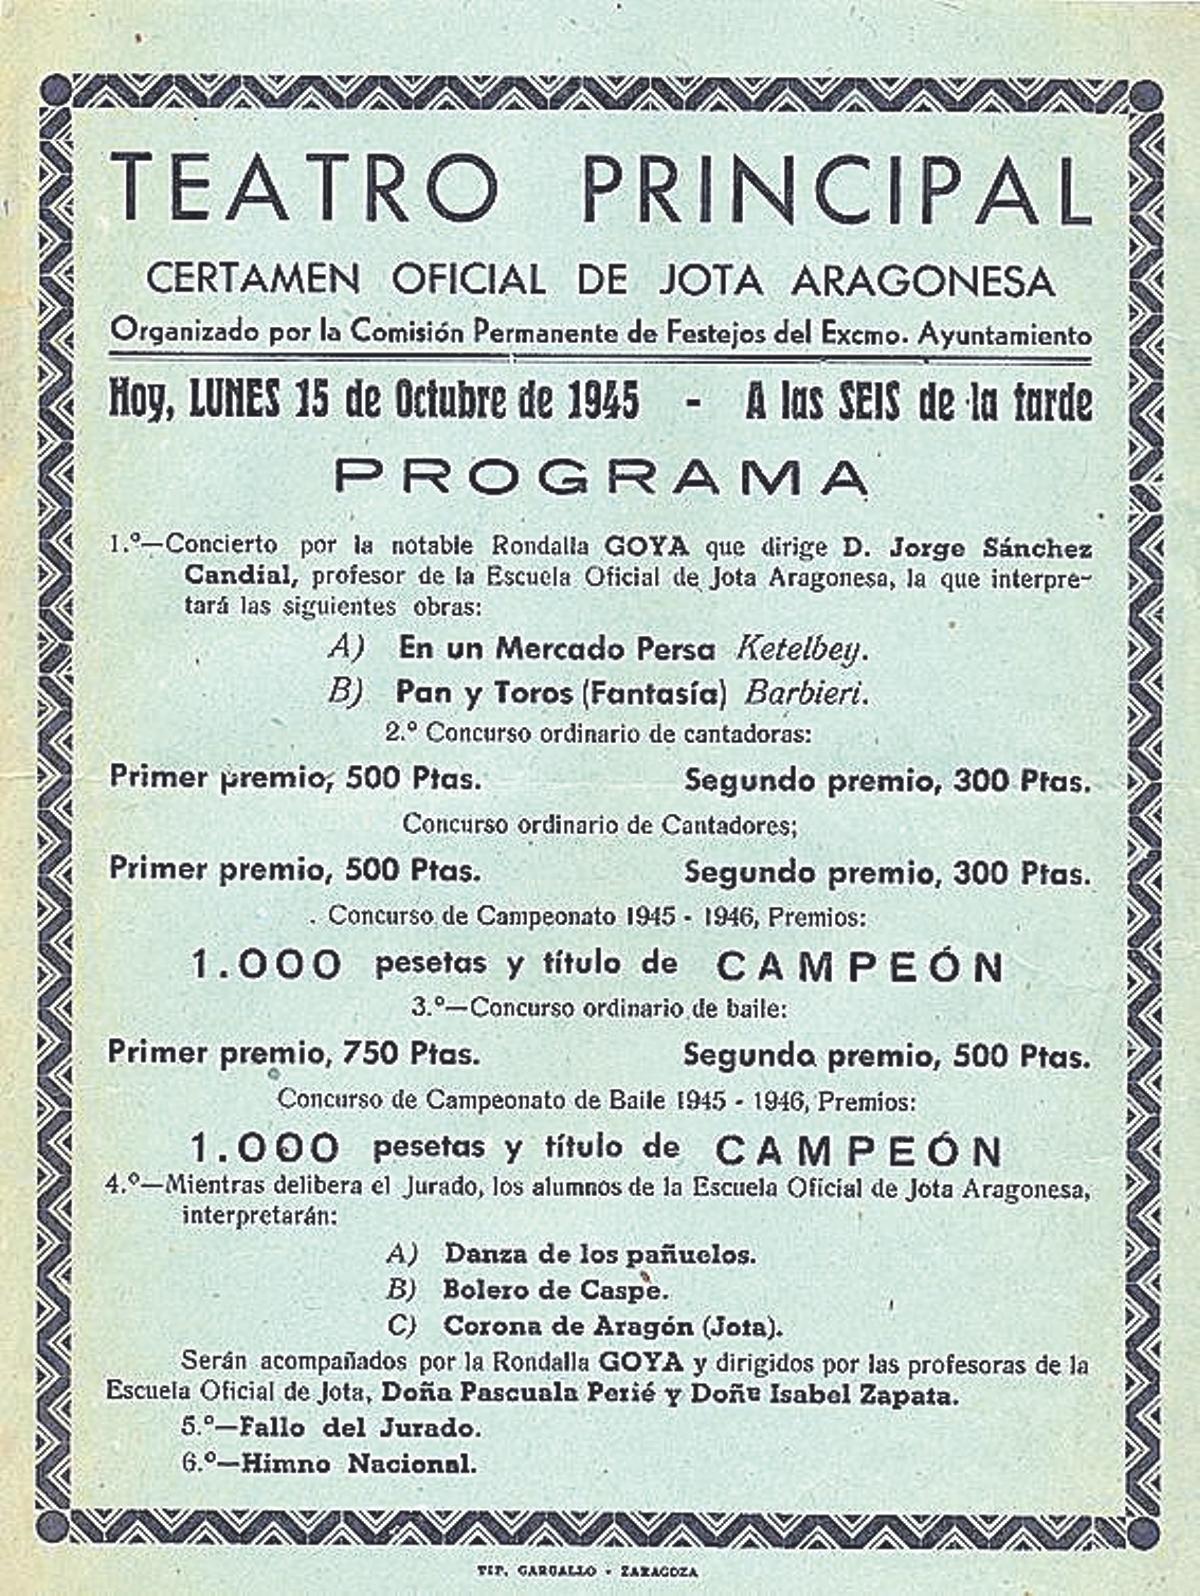 TEATRO PRINCIPAL
CERTAMEN OFICIAL DE JOTA ARAGONESA
Organizado por la Comisión Permanente de Festejos del Excmo. Ayuntamiento
Hoy, LUNES 15 de Octubre de 1945 - A las SEIS de la tarde
PROGRAMA
1.º—Concierto por la notable Rondalla GOYA que dirige D. Jorge Sánchez
Candial, profesor de la Escuela Oficial de Jota Aragonesa, la que interpre-
tará las siguientes obras:
A) En un Mercado Persa Ketelbey.
B) Pan y Toros (Fantasía) Barbieri.
2.º Concurso ordinario de cantadoras:
Primer premio, 500 Ptas. Segundo premio, 300 Ptas.
Concurso ordinario de Cantadores;
Primer premio, 500 Ptas. Segundo premio, 300 Ptas.
Concurso de Campeonato 1945 - 1946, Premios:
1.000 pesetas y título de CAMPEÓN
3.º—Concurso ordinario de baile:
Primer premio, 750 Ptas. Segundo premio, 500 Ptas.
Concurso de Campeonato de Baile 1945 - 1946, Premios:
1.000 pesetas y título de CAMPEÓN
4.º—Mientras delibera el Jurado, los alumnos de la Escuela Oficial de Jota Aragonesa,
interpretarán:
A) Danza de los pañuelos.
B) Bolero de Caspe.
C) Corona de Aragón (Jota).
Serán acompañados por la Rondalla GOYA y dirigidos por las profesoras de la
Escuela Oficial de Jota, Doña Pascuala Perié y Doña Isabel Zapata.
5.º—Fallo del Jurado.
6.º—Himno Nacional.
TIP. GARGALLO - ZARAGOZA